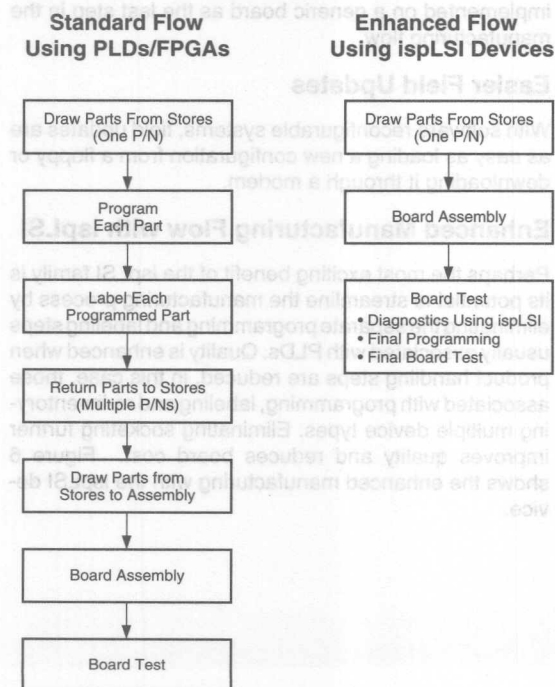 Standard Flow
Using PLDs/FPGAs
Draw Parts From Stores
(One P/N)
Program
Each Part
Label Each
Programmed Part
Return Parts to Store
(Multiple P/Ns)
Draw Parts from
Stores to Assembly
Board Assembly
Board Test
Enhanced Flow
Using ispLSI Devices
Draw Parts From Stores
(One P/N)
Board Assembly
Board Test
• Diagnostics Using ispLSI
• Final Programming
• Final Board Test